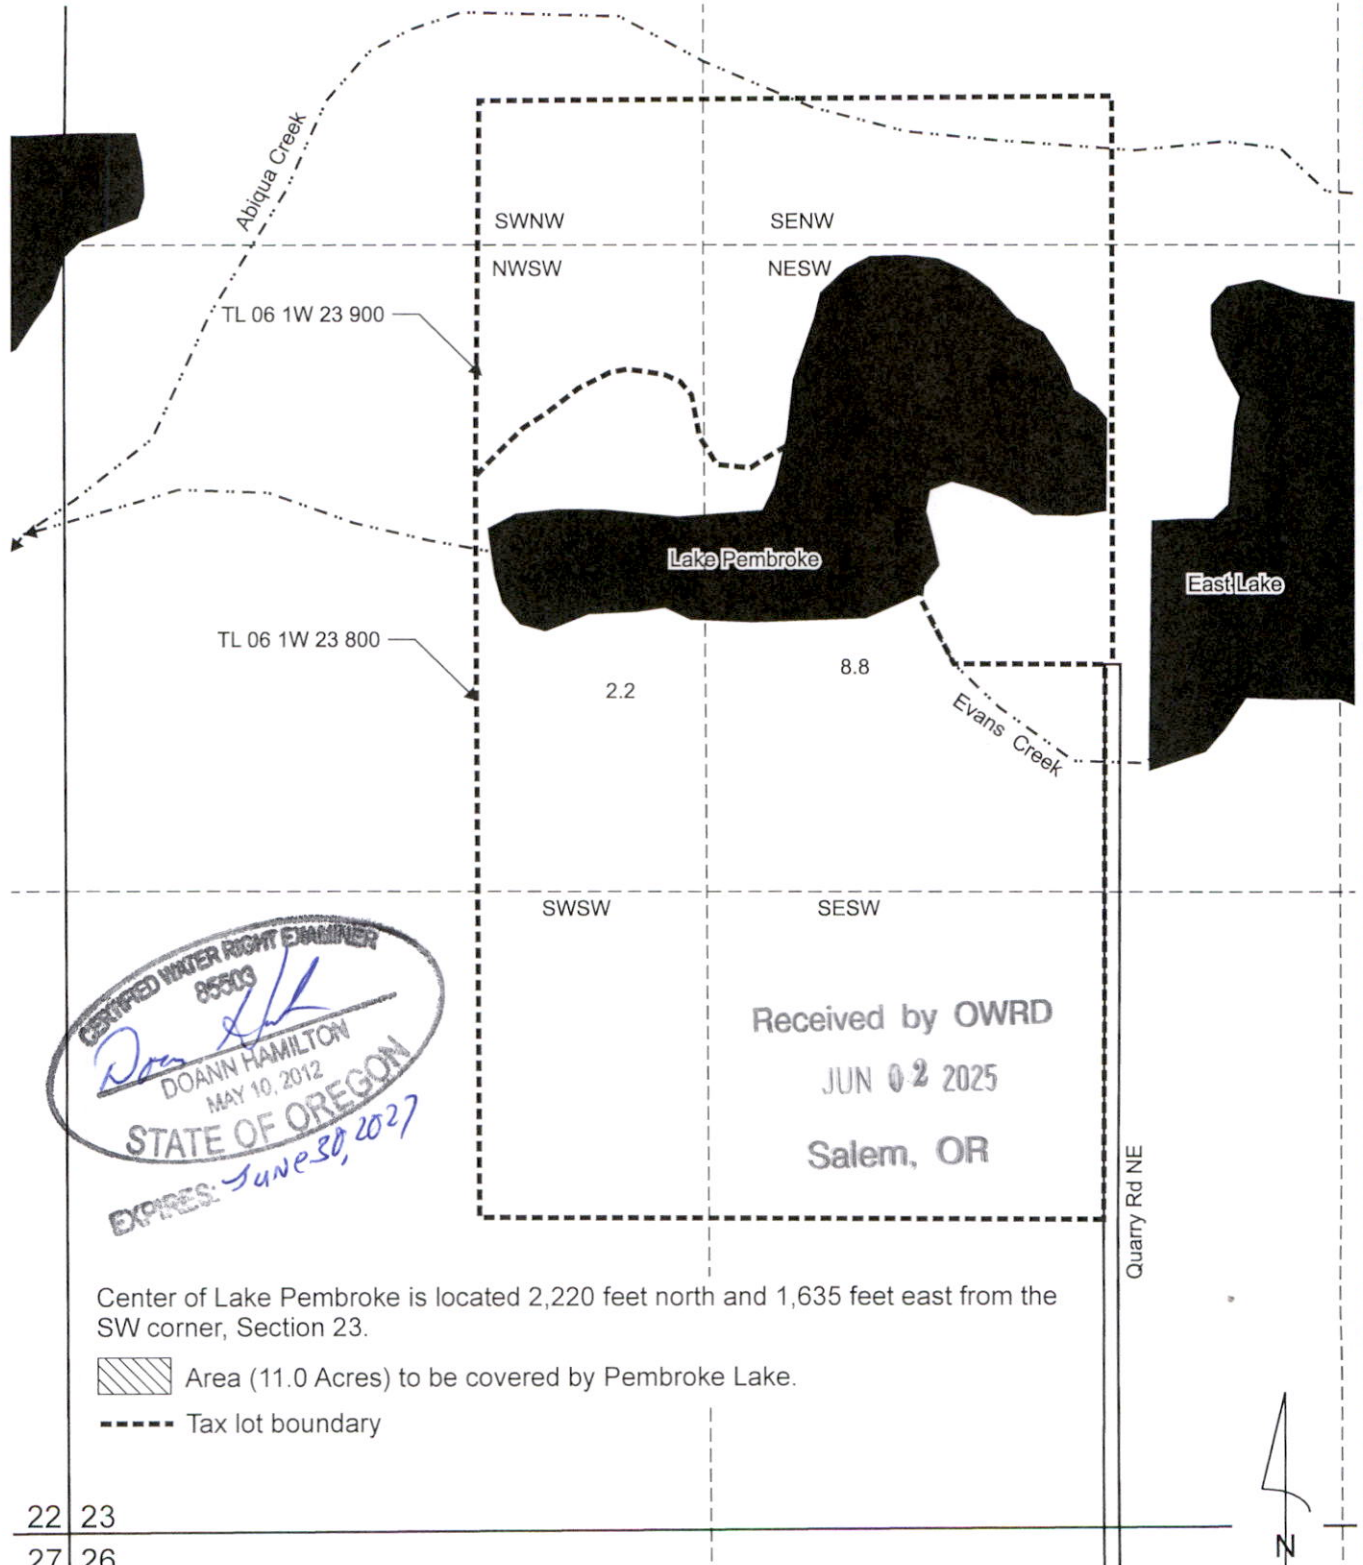 Abiqua Creek
SWNW
SENW
NWSW
NESW
TL 06 1W 23 900
Lake Pembroke
East Lake
TL 06 1W 23 800
8.8
2.2
Evans Creek
SWSW
SESW
CERTIFIED WATER RIGHT EXAMINER
85503
DOANN HAMILTON
MAY 10, 2012
STATE OF OREGON
EXPIRES: June 30, 2027
Received by OWRD
JUN 02 2025
Salem, OR
Quarry Rd NE
Center of Lake Pembroke is located 2,220 feet north and 1,635 feet east from the
SW corner, Section 23.
Area (11.0 Acres) to be covered by Pembroke Lake.
Tax lot boundary
22 23
27 26
N